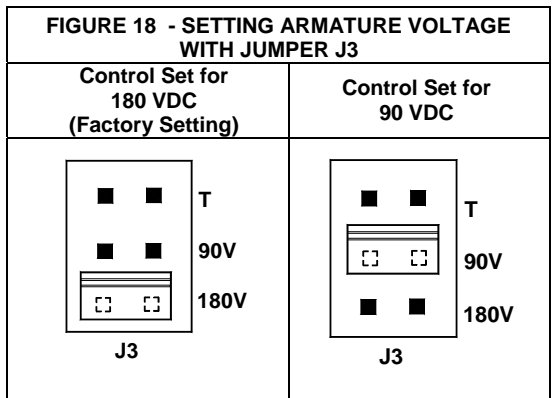 FIGURE 18 - SETTING ARMATURE VOLTAGE
WITH JUMPER J3
Control Set for
180 VDC
(Factory Setting)
Control Set for
90 VDC
T
90V
180V
J3
T
90V
180V
J3